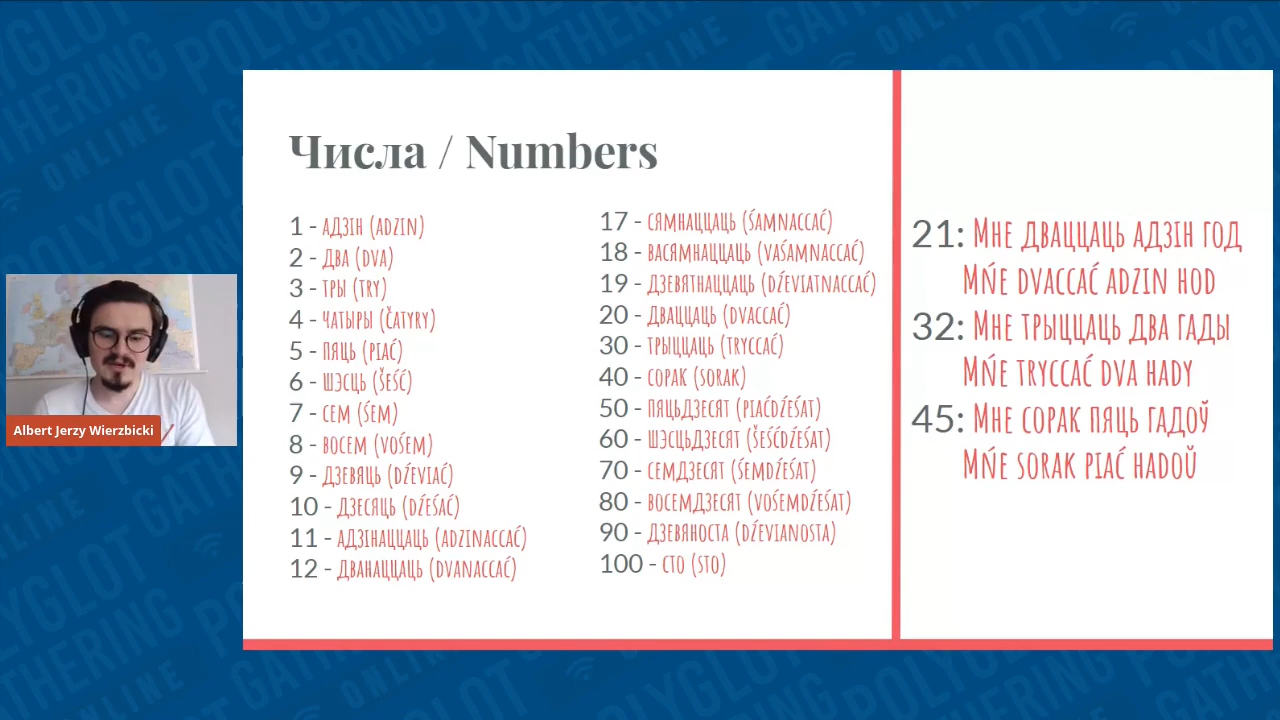 Числа / Numbers
1 - АДЗІН (ADZIN)
2 - ДВА (DVA)
3 - ТРЫ (TRY)
4 - ЧАТЫРЫ (ČATYRY)
5 - ПЯЦЬ (PIAĆ)
6 - ШЭСЦЬ (ŠEŚĆ)
7 - СЕМ (ŚEM)
8 - ВОСЕМ (VOŚEM)
9 - ДЗЕВЯЦЬ (DŹEVIAĆ)
10 - ДЗЕСЯЦЬ (DŹEŚAĆ)
11 - АДЗІНАЦЦАЦЬ (ADZINACCAĆ)
12 - ДВАНАЦЦАЦЬ (DVANACCAĆ)
17 - СЯМНАЦЦАЦЬ (ŚAMNACCAĆ)
18 - ВАСЯМНАЦЦАЦЬ (VAŚAMNACCAĆ)
19 - ДЗЕВЯТНАЦЦАЦЬ (DŹEVIATNACCAĆ)
20 - ДВАЦЦАЦЬ (DVACCAĆ)
30 - ТРЫЦЦАЦЬ (TRYCCAĆ)
40 - СОРАК (SORAK)
50 - ПЯЦЬДЗЕСЯТ (PIAĆDŹEŚAT)
60 - ШЭСЦЬДЗЕСЯТ (ŠEŚĆDŹEŚAT)
70 - СЕМДЗЕСЯТ (ŚEMDŹEŚAT)
80 - ВОСЕМДЗЕСЯТ (VOŚEMDŹEŚAT)
90 - ДЗЕВЯНОСТА (DŹEVIANOSTA)
100 - СТО (STO)
21: МНЕ ДВАЦЦАЦЬ АДЗІН ГОД
MŃE DVACCAĆ ADZIN HOD
32: МНЕ ТРЫЦЦАЦЬ ДВА ГАДЫ
MŃE TRYCCAĆ DVA HADY
45: МНЕ СОРАК ПЯЦЬ ГАДОЎ
MŃE SORAK PIAĆ HADOŬ
Albert Jerzy Wierzbicki
POLYGLOT
GATHERING
ONLINE